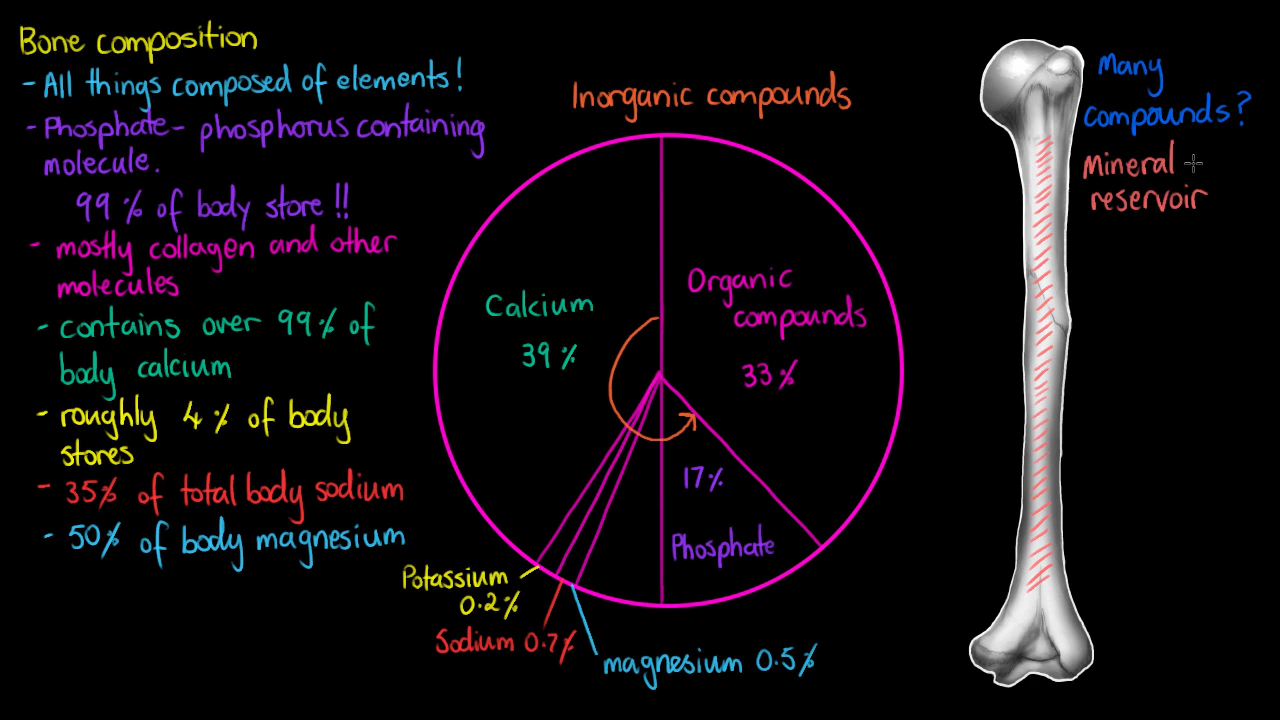 Bone composition
- All things composed of elements!
- Phosphate - phosphorus containing
molecule.
99% of body store!!
- mostly collagen and other
molecules
- contains over 99% of
body calcium
- roughly 4% of body
stores
- 35% of total body sodium
- 50% of body magnesium
Inorganic compounds
Calcium
39%
Organic
compounds
33%
17%
Phosphate
Potassium
0.2%
Sodium 0.7%
magnesium 0.5%
Many
compounds?
Mineral
reservoir